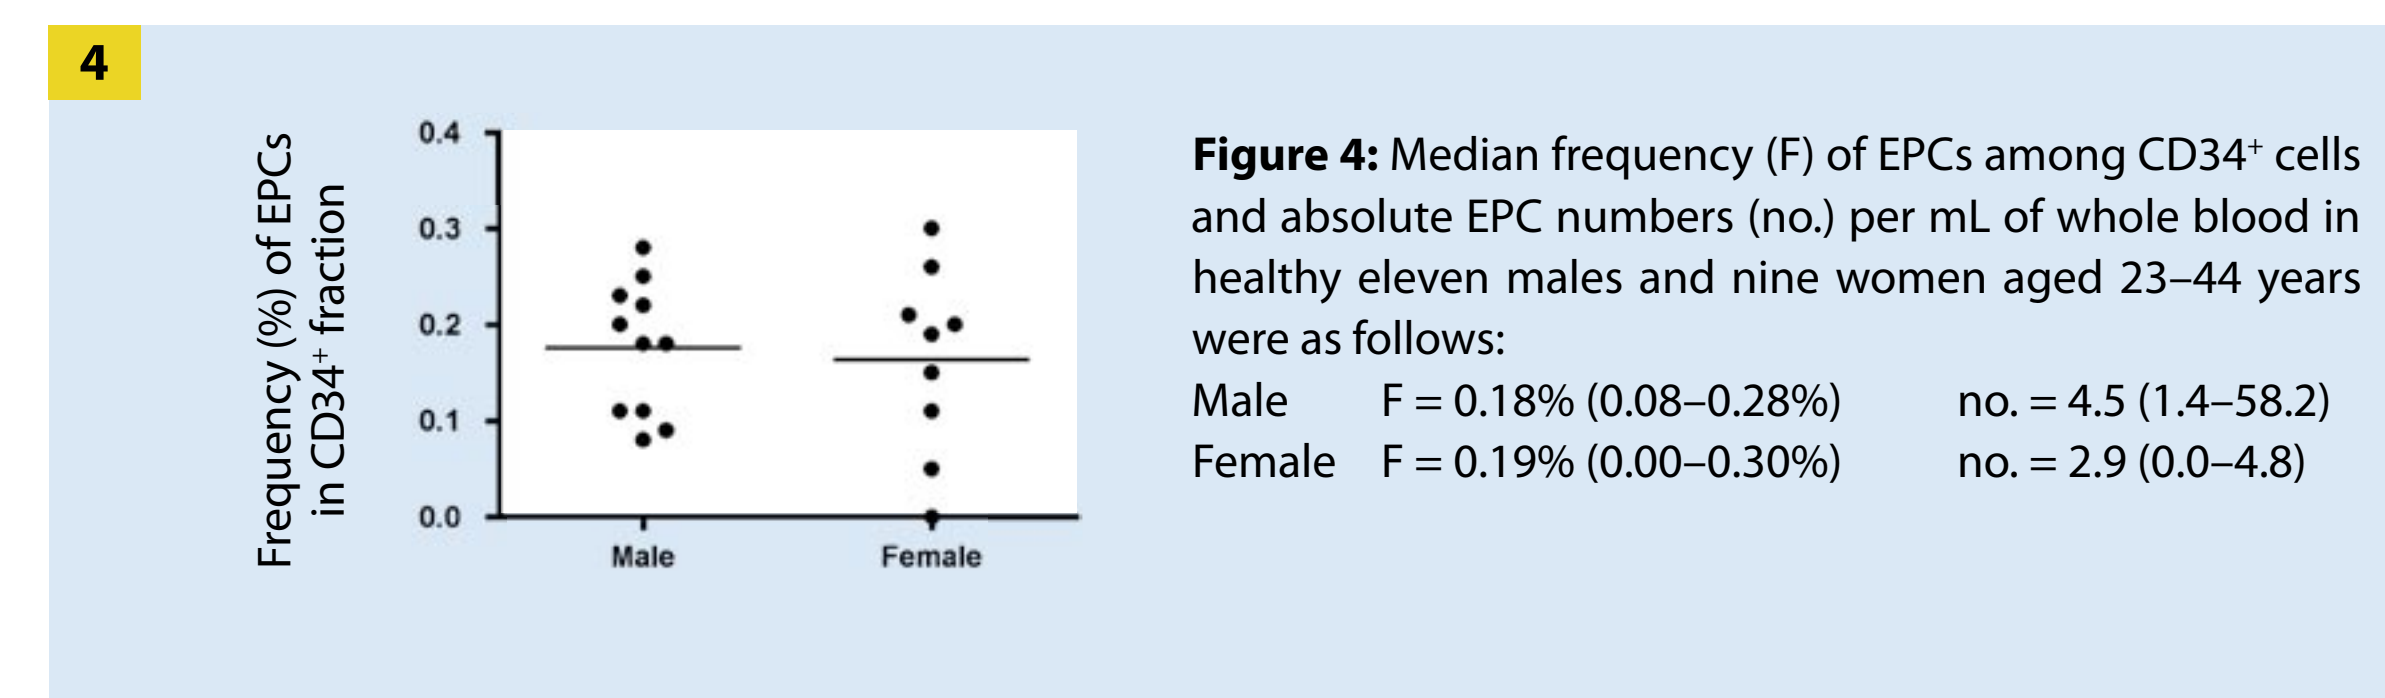 4
Frequency (%) of EPCs
in CD34⁺ fraction
0.4
0.3
0.2
0.1
0.0
Male
Female
Figure 4: Median frequency (F) of EPCs among CD34⁺ cells
and absolute EPC numbers (no.) per mL of whole blood in
healthy eleven males and nine women aged 23–44 years
were as follows:
Male F = 0.18% (0.08–0.28%) no. = 4.5 (1.4–58.2)
Female F = 0.19% (0.00–0.30%) no. = 2.9 (0.0–4.8)